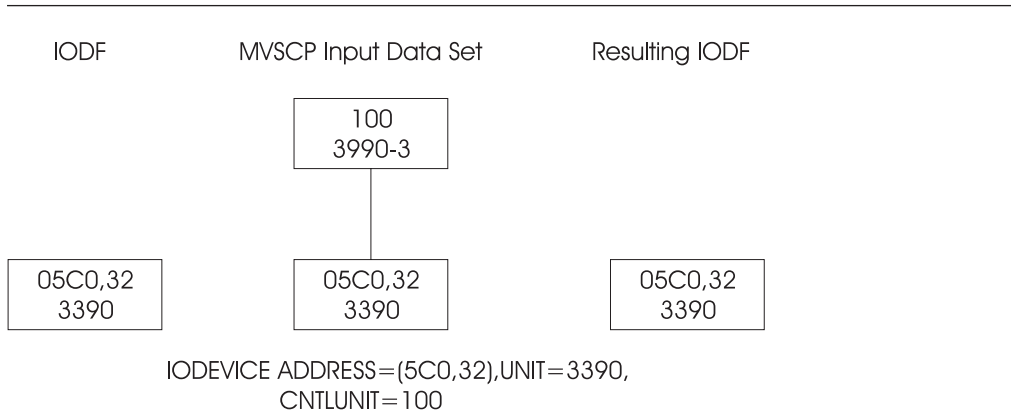 IODF MVSCP Input Data Set Resulting IODF
100
3990-3
05C0,32 05C0,32 05C0,32
3390 3390 3390
IODEVICE ADDRESS=(5C0,32),UNIT=3390,
CNTLUNIT=100